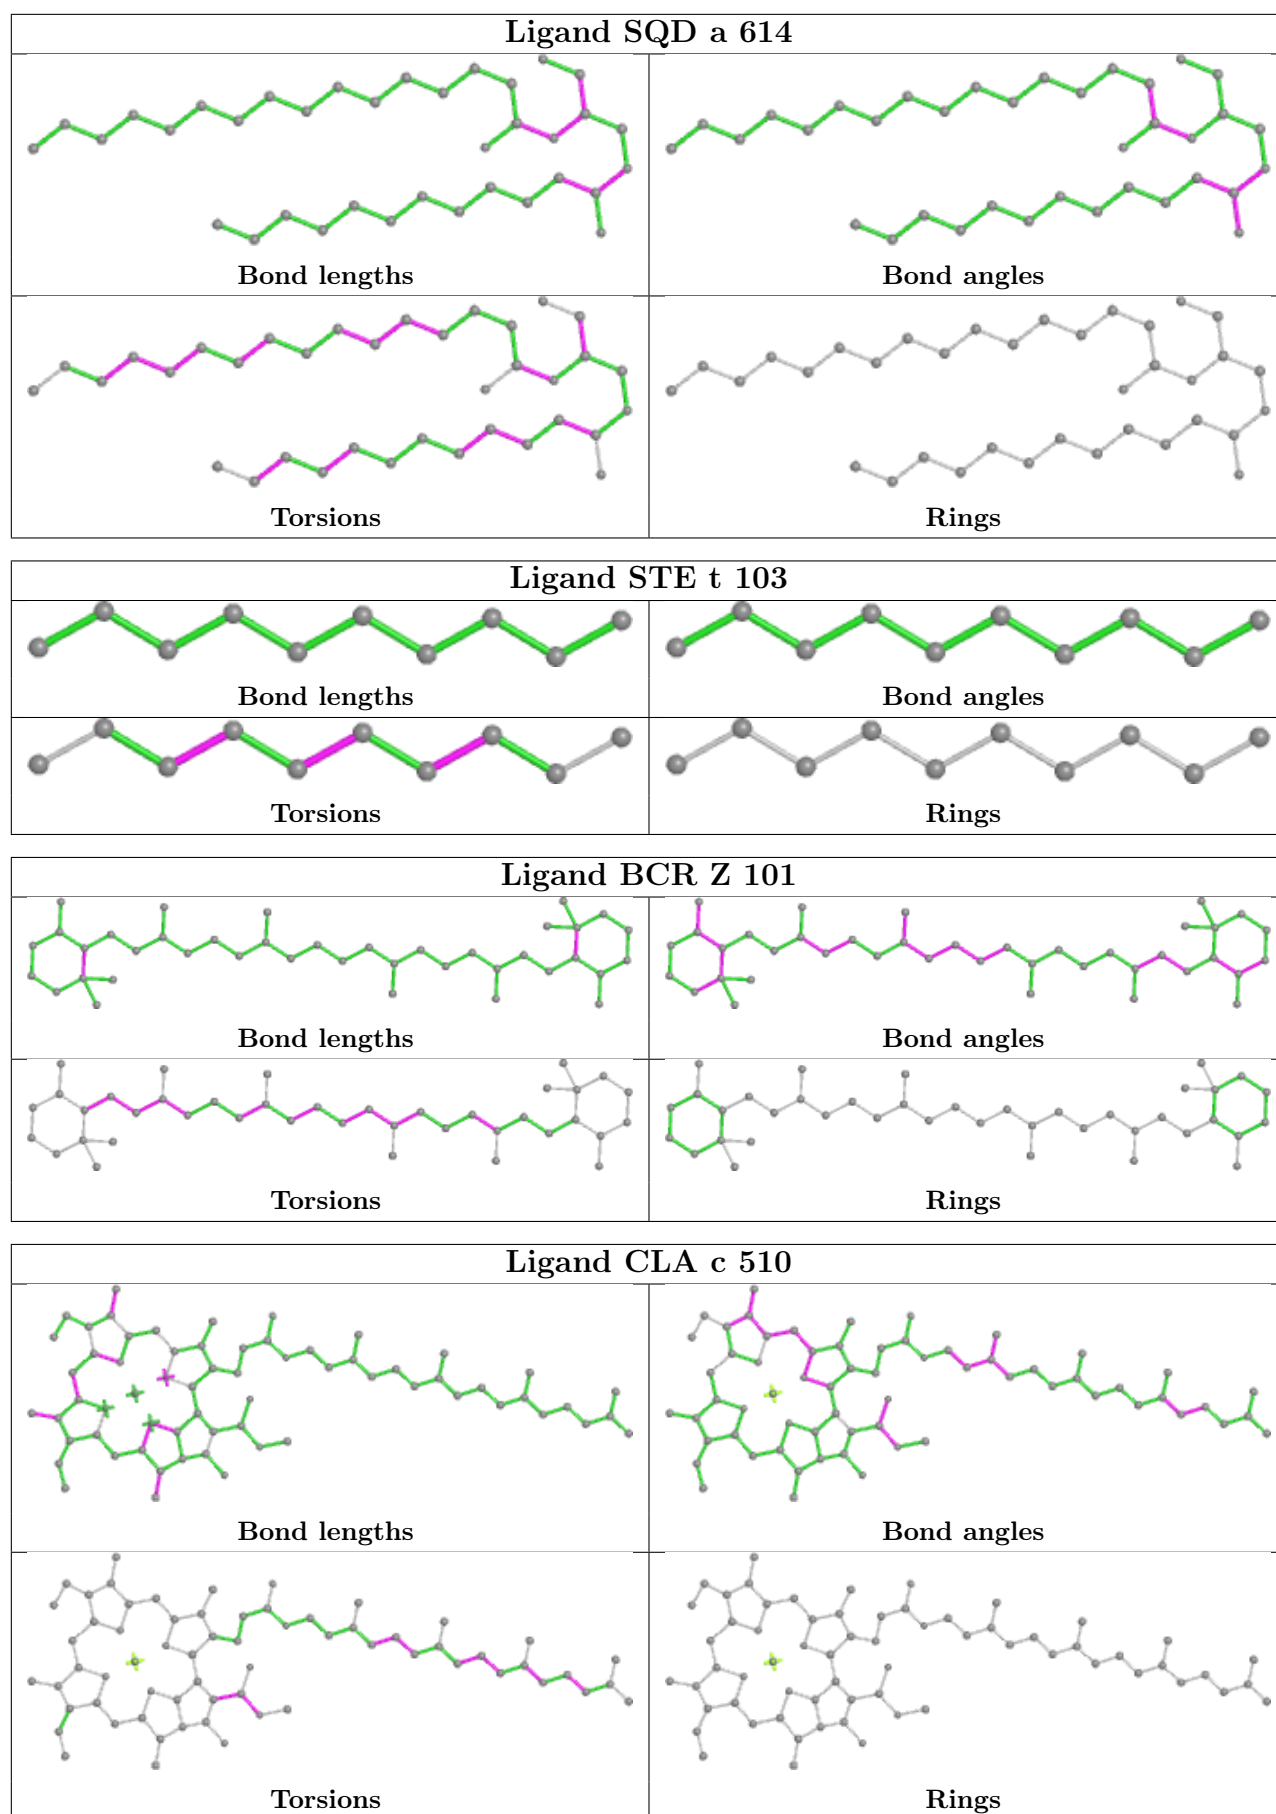 Ligand SQD a 614
Bond lengths
Bond angles
Torsions
Rings
Ligand STE t 103
Bond lengths
Bond angles
Torsions
Rings
Ligand BCR Z 101
Bond lengths
Bond angles
Torsions
Rings
Ligand CLA c 510
Bond lengths
Bond angles
Torsions
Rings